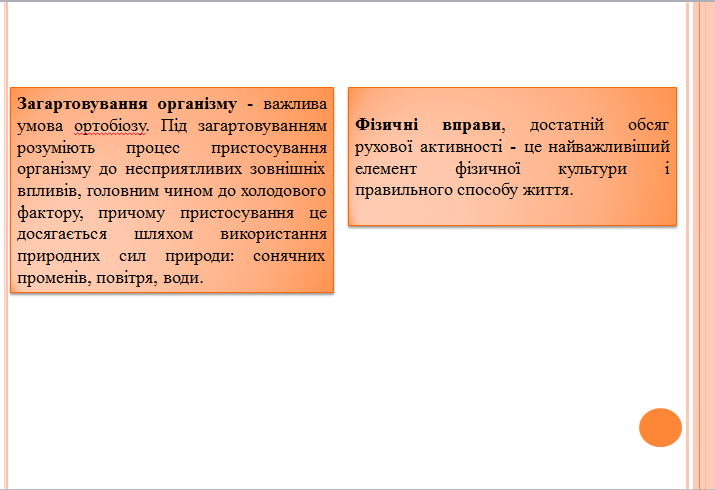 Загартовування організму - важлива
умова ортобіозу. Під загартовуванням
розуміють процес пристосування
організму до несприятливих зовнішніх
впливів, головним чином до холодового
фактору, причому пристосування це
досягається шляхом використання
природних сил природи: сонячних
променів, повітря, води.
Фізичні вправи, достатній обсяг
рухової активності - це найважливіший
елемент фізичної культури і
правильного способу життя.